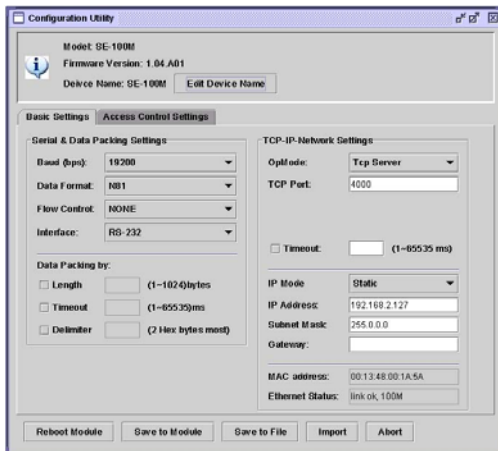 Configuration Utility
Model: SE-100M
Firmware Version: 1.04.A01
Deivce Name: SE-100M Edit Device Name
Basic Settings Access Control Settings
Serial & Data Packing Settings
Baud (bps): 19200
Data Format: N81
Flow Control: NONE
Interface: RS-232
Data Packing by:
Length (1~1024)bytes
Timeout (1~65535)ms
Delimiter (2 Hex bytes most)
TCP-IP-Network Settings
OpMode: Tcp Server
TCP Port: 4000
Timeout: (1~65535 ms)
IP Mode Static
IP Address: 192.168.2.127
Subnet Mask: 255.0.0.0
Gateway:
MAC address: 00:13:48:00:1A:5A
Ethernet Status: link ok, 100M
Reboot Module Save to Module Save to File Import Abort